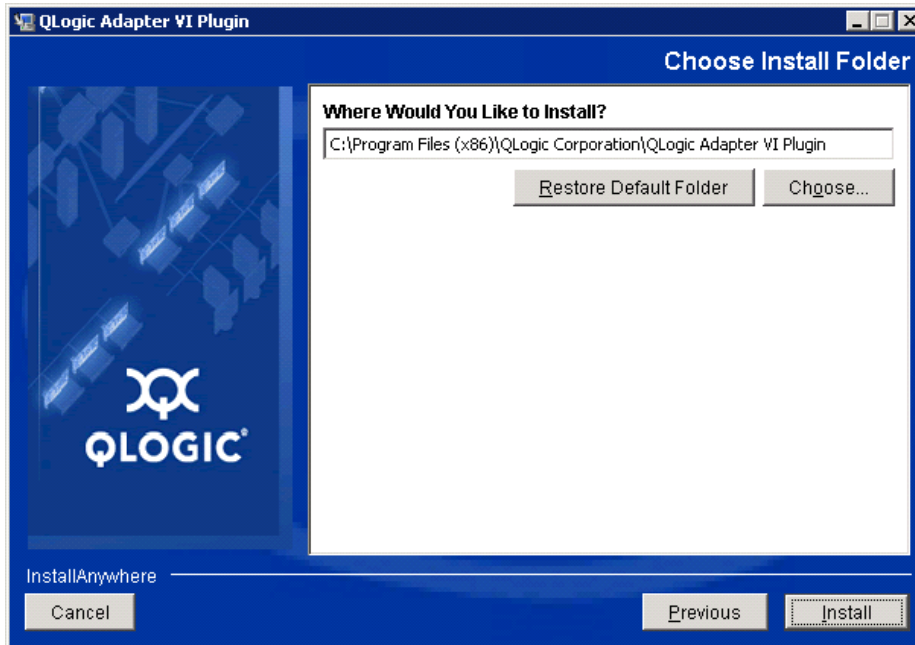 QLogic Adapter VI Plugin
Choose Install Folder
Where Would You Like to Install?
C:\Program Files (x86)\QLogic Corporation\QLogic Adapter VI Plugin
Restore Default Folder
Choose...
QLOGIC®
InstallAnywhere
Cancel
Previous
Install